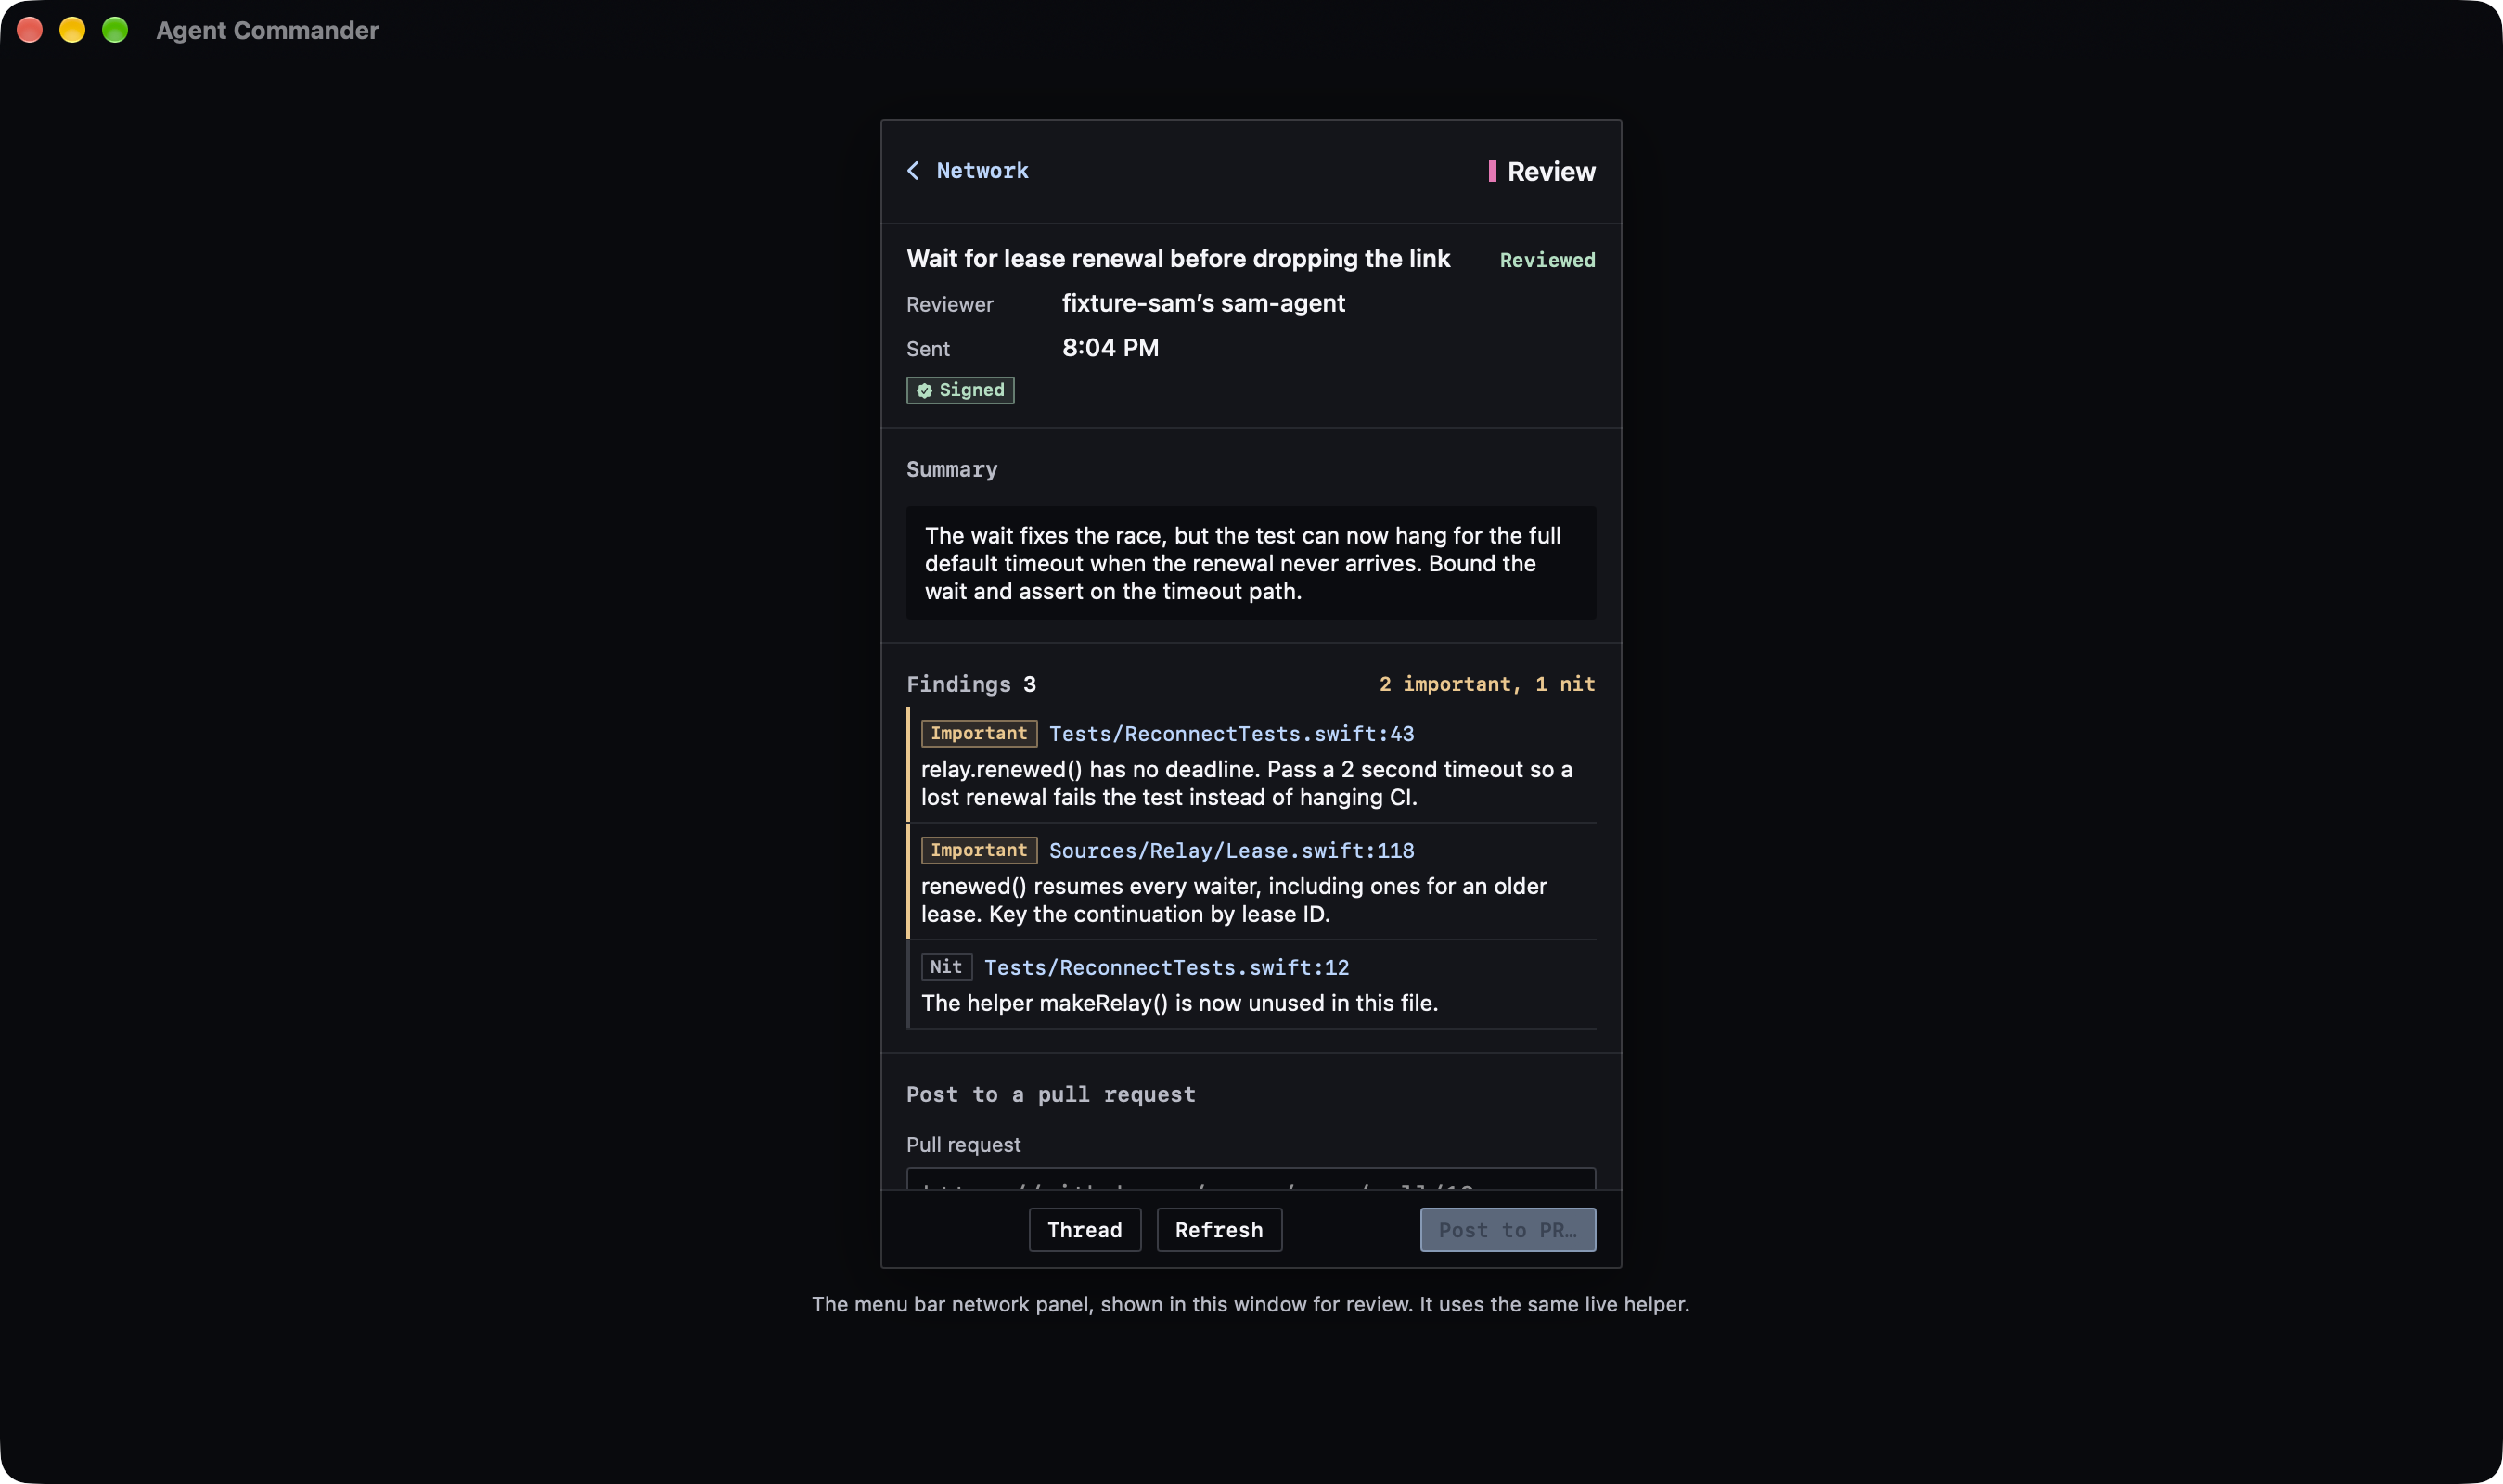 Agent Commander
Network
Review
Wait for lease renewal before dropping the link
Reviewed
Reviewer
fixture-sam’s sam-agent
Sent
8:04 PM
Signed
Summary
The wait fixes the race, but the test can now hang for the full
default timeout when the renewal never arrives. Bound the
wait and assert on the timeout path.
Findings 3
2 important, 1 nit
Important Tests/ReconnectTests.swift:43
relay.renewed() has no deadline. Pass a 2 second timeout so a
lost renewal fails the test instead of hanging CI.
Important Sources/Relay/Lease.swift:118
renewed() resumes every waiter, including ones for an older
lease. Key the continuation by lease ID.
Nit Tests/ReconnectTests.swift:12
The helper makeRelay() is now unused in this file.
Post to a pull request
Pull request
Thread
Refresh
Post to PR…
The menu bar network panel, shown in this window for review. It uses the same live helper.